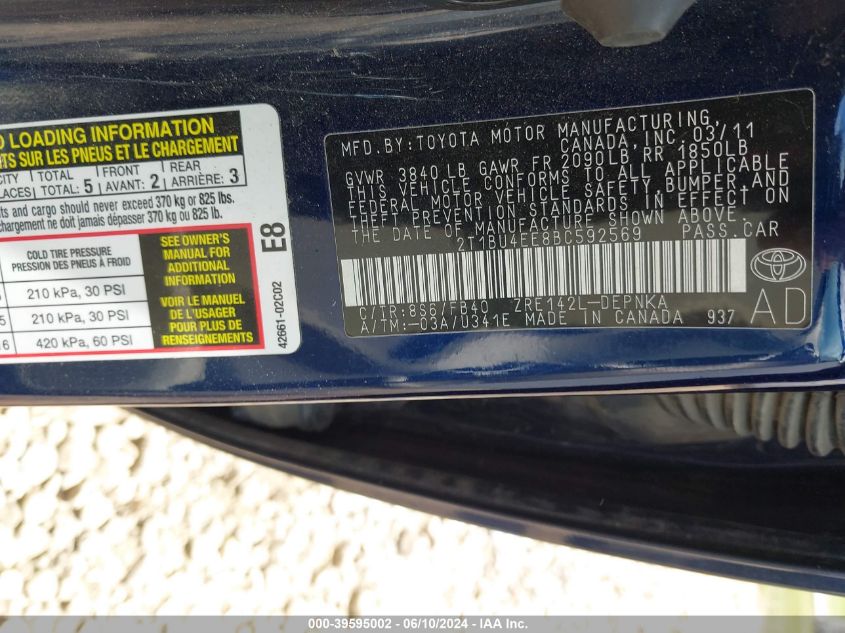 LOADING INFORMATION
TS SUR LES PNEUS ET LE CHARGEMENT
CITY TOTAL FRONT REAR
PLACES TOTAL: 5 AVANT: 2 ARRIÈRE: 3
and cargo should never exceed 370 kg or 825 lbs.
chargement ne doit jamais dépasser 370 kg ou 825 lb.
COLD TIRE PRESSURE
PRESSION DES PNEUS À FROID
210 kPa, 30 PSI
210 kPa, 30 PSI
420 kPa, 60 PSI
SEE OWNER'S
MANUAL FOR
ADDITIONAL
INFORMATION
VOIR LE MANUEL
DE L'USAGER
POUR PLUS DE
RENSEIGNEMENTS
E8
42661-02C02
MFD.BY:TOYOTA MOTOR MANUFACTURING,
CANADA,INC.03/11
GVWR 3840LB GAWR FR 2090LB RR 1850LB
THIS VEHICLE CONFORMS TO ALL APPLICABLE
FEDERAL MOTOR VEHICLE SAFETY,BUMPER,AND
THEFT PREVENTION STANDARDS IN EFFECT ON
THE DATE OF MANUFACTURE SHOWN ABOVE.
2T1BU4EE8BC592569 PASS.CAR
C/TR:8S6/FB40 ZRE142L-DEPNKA
A/TM:-03A/U341E MADE IN CANADA 937
AD
000-39595002 - 06/10/2024 - IAA Inc.